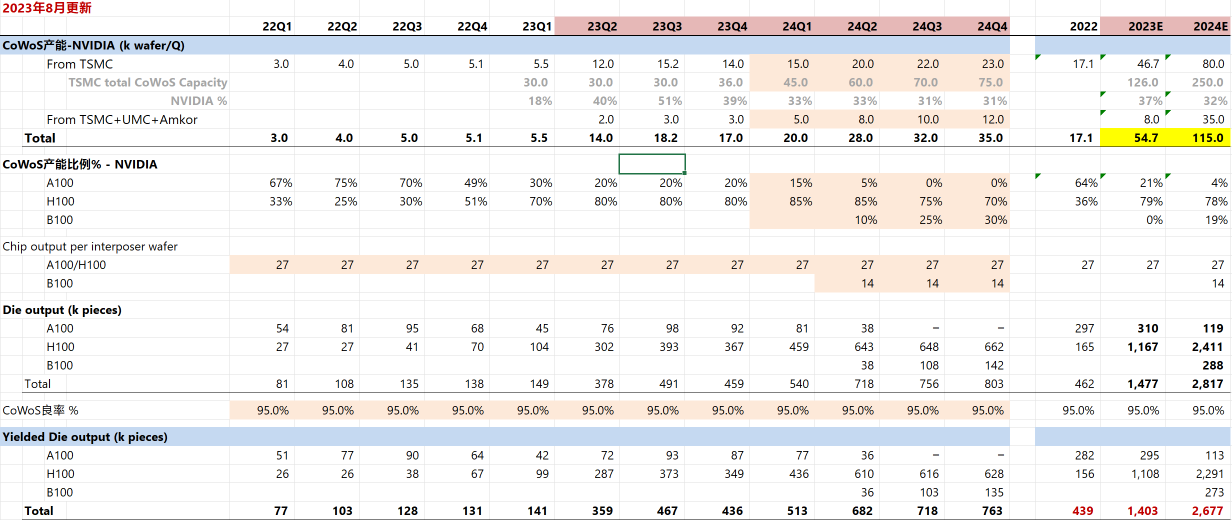 2023年8月更新
22Q1 22Q2 22Q3 22Q4 23Q1 23Q2 23Q3 23Q4 24Q1 24Q2 24Q3 24Q4 2022 2023E 2024E
CoWoS产能-NVIDIA (k wafer/Q)
From TSMC 3.0 4.0 5.0 5.1 5.5 12.0 15.2 14.0 15.0 20.0 22.0 23.0 17.1 46.7 80.0
TSMC total CoWoS Capacity 30.0 30.0 30.0 36.0 45.0 60.0 70.0 75.0 126.0 250.0
NVIDIA % 18% 40% 51% 39% 33% 33% 31% 31% 37% 32%
From TSMC+UMC+Amkor 2.0 3.0 3.0 5.0 8.0 10.0 12.0 8.0 35.0
Total 3.0 4.0 5.0 5.1 5.5 14.0 18.2 17.0 20.0 28.0 32.0 35.0 17.1 54.7 115.0
CoWoS产能比例% - NVIDIA
A100 67% 75% 70% 49% 30% 20% 20% 20% 15% 5% 0% 0% 64% 21% 4%
H100 33% 25% 30% 51% 70% 80% 80% 80% 85% 85% 75% 70% 36% 79% 78%
B100 10% 25% 30% 0% 19%
Chip output per interposer wafer
A100/H100 27 27 27 27 27 27 27 27 27 27 27 27 27 27 27
B100 14 14 14 14
Die output (k pieces)
A100 54 81 95 68 45 76 98 92 81 38 – – 297 310 119
H100 27 27 41 70 104 302 393 367 459 643 648 662 165 1,167 2,411
B100 38 108 142 288
Total 81 108 135 138 149 378 491 459 540 718 756 803 462 1,477 2,817
CoWoS良率 % 95.0% 95.0% 95.0% 95.0% 95.0% 95.0% 95.0% 95.0% 95.0% 95.0% 95.0% 95.0% 95.0% 95.0% 95.0%
Yielded Die output (k pieces)
A100 51 77 90 64 42 72 93 87 77 36 – – 282 295 113
H100 26 26 38 67 99 287 373 349 436 610 616 628 156 1,108 2,291
B100 36 103 135 273
Total 77 103 128 131 141 359 467 436 513 682 718 763 439 1,403 2,677